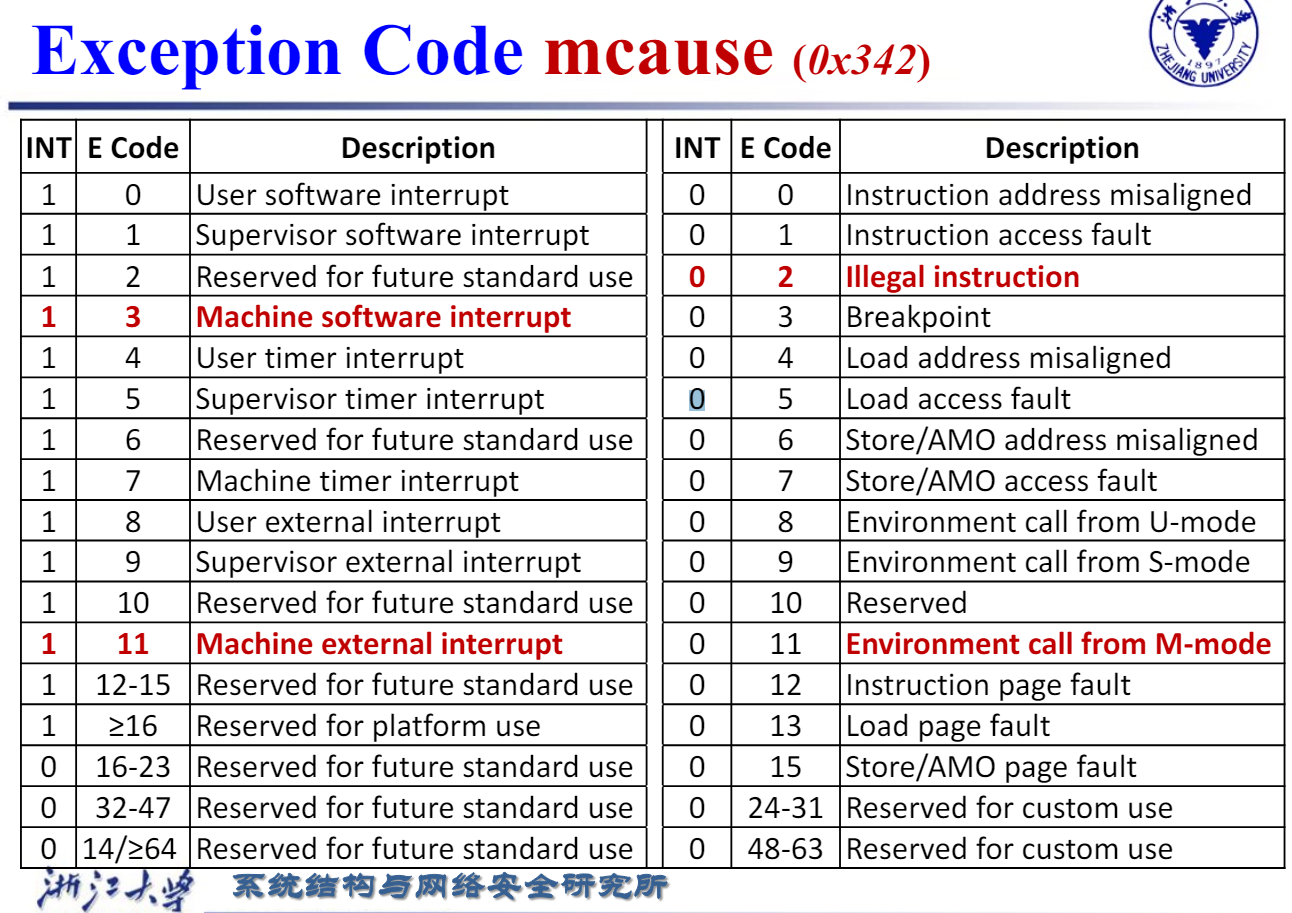 Exception Code mcause (0x342)
浙 江 大 学
ZHEJIANG UNIVERSITY
1897
INT E Code Description INT E Code Description
1 0 User software interrupt 0 0 Instruction address misaligned
1 1 Supervisor software interrupt 0 1 Instruction access fault
1 2 Reserved for future standard use 0 2 Illegal instruction
1 3 Machine software interrupt 0 3 Breakpoint
1 4 User timer interrupt 0 4 Load address misaligned
1 5 Supervisor timer interrupt 0 5 Load access fault
1 6 Reserved for future standard use 0 6 Store/AMO address misaligned
1 7 Machine timer interrupt 0 7 Store/AMO access fault
1 8 User external interrupt 0 8 Environment call from U-mode
1 9 Supervisor external interrupt 0 9 Environment call from S-mode
1 10 Reserved for future standard use 0 10 Reserved
1 11 Machine external interrupt 0 11 Environment call from M-mode
1 12-15 Reserved for future standard use 0 12 Instruction page fault
1 ≥16 Reserved for platform use 0 13 Load page fault
0 16-23 Reserved for future standard use 0 15 Store/AMO page fault
0 32-47 Reserved for future standard use 0 24-31 Reserved for custom use
0 14/≥64 Reserved for future standard use 0 48-63 Reserved for custom use
浙江大学 系统结构与网络安全研究所